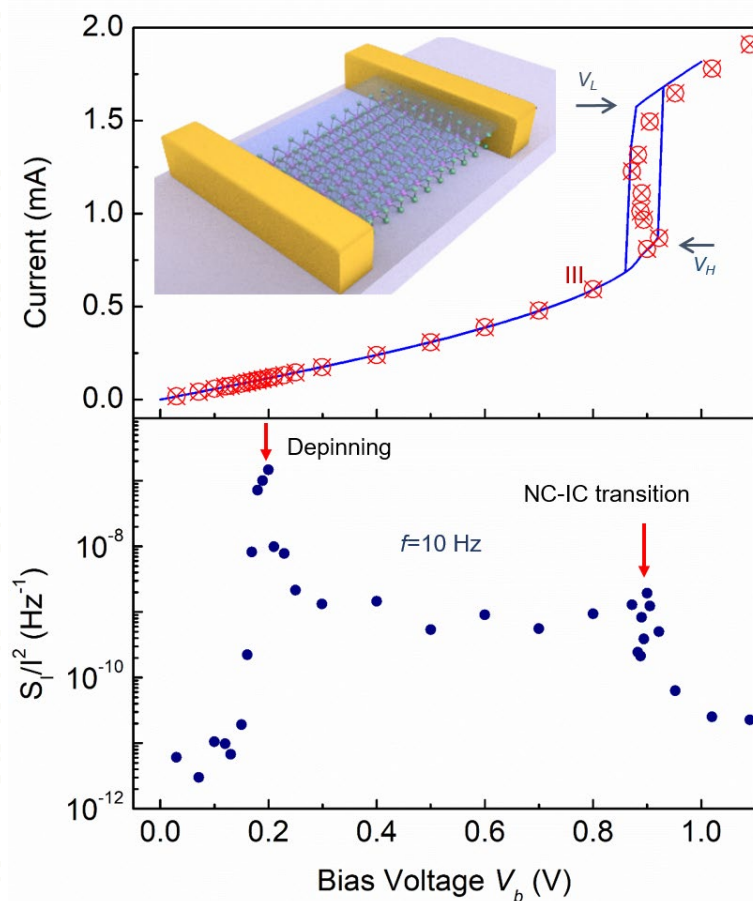 2.0
1.5
1.0
0.5
0.0
Current (mA)
V_L
V_H
III
Depinning
NC-IC transition
f=10 Hz
10⁻⁸
10⁻¹⁰
10⁻¹²
S_I/I² (Hz⁻¹)
0.0 0.2 0.4 0.6 0.8 1.0
Bias Voltage V_b (V)